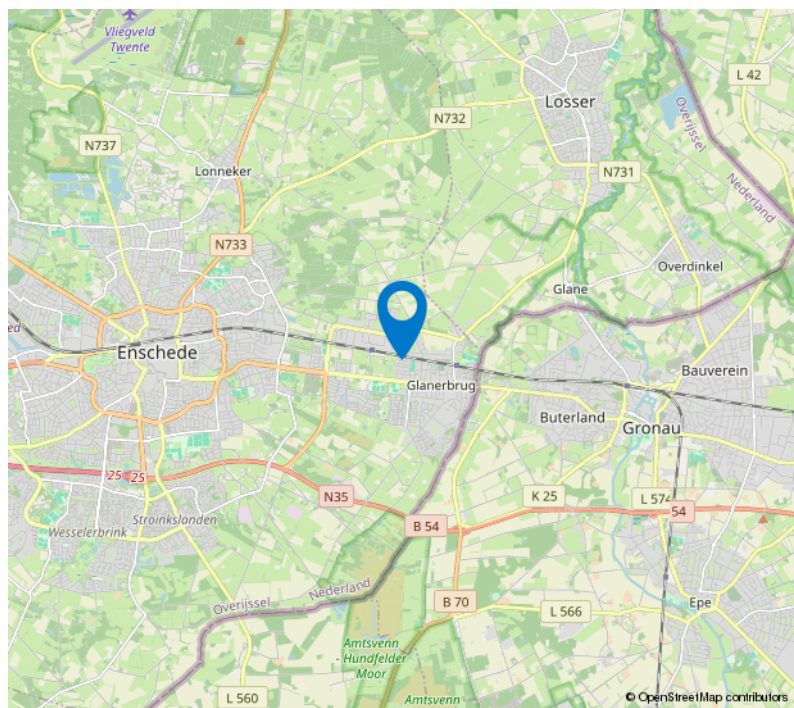 Vliegveld
Twente
L 42
Losser
N732
Overijssel
Nederland
N737
Lonneker
N731
N733
Overdinkel
Glane
Enschede
Bauverein
Glanerbrug
Buterland
Gronau
25
25
N35
K 25
L 574
54
Wesselerbrink
Stroinkslanden
B 54
Nederland
Overijssel
B 70
L 566
Epe
Amtsvenn
- Hündfelder
Moor
L 560
Amtsvenn
© OpenStreetMap contributors